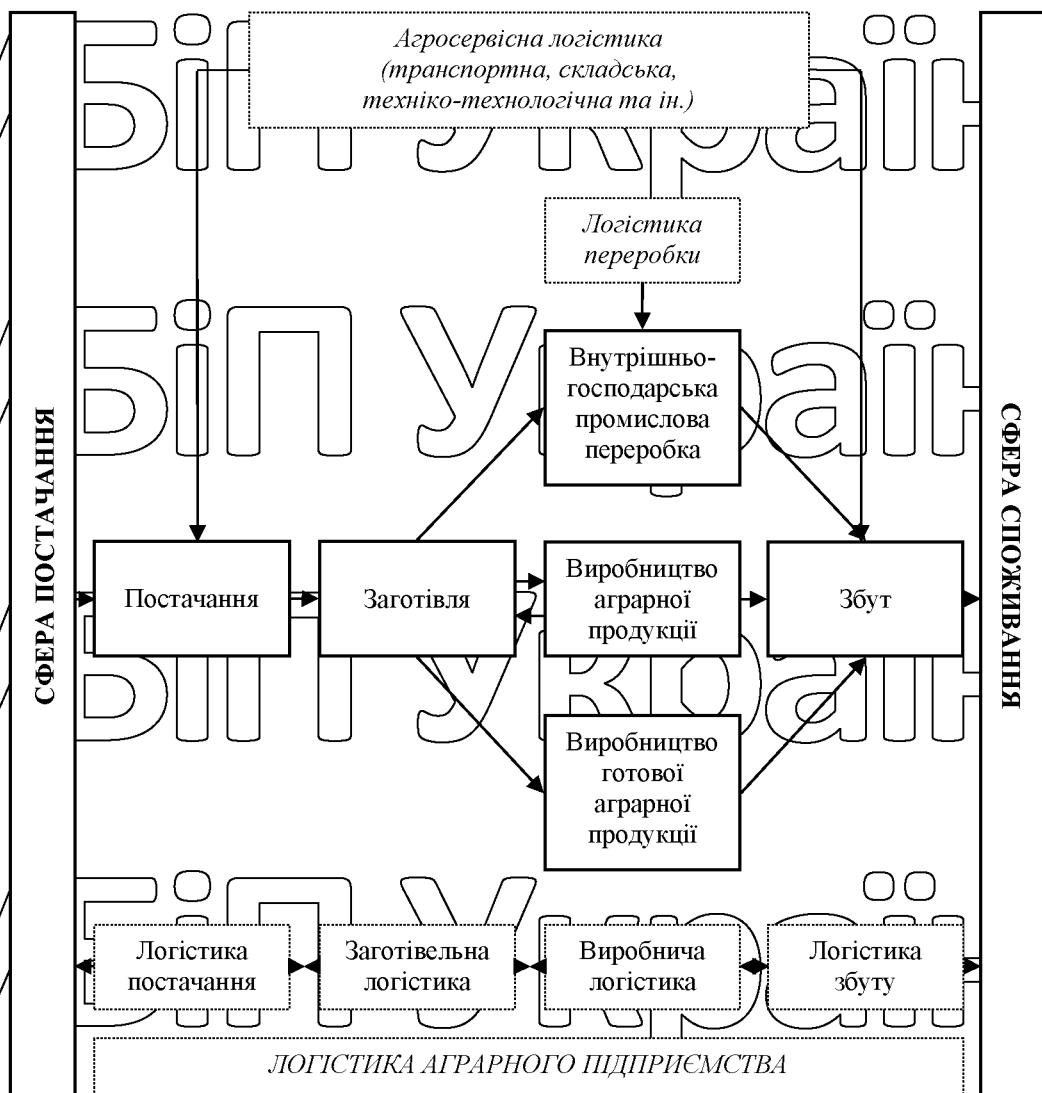 Агросервісна логістика
(транспортна, складська,
техніко-технологічна та ін.)
Логістика
переробки
Внутрішньо-
господарська
промислова
переробка
СФЕРА ПОСТАЧАННЯ
СФЕРА СПОЖИВАННЯ
Постачання
Заготівля
Виробництво
аграрної
продукції
Збут
Виробництво
готової
аграрної
продукції
Логістика
постачання
Заготівельна
логістика
Виробнича
логістика
Логістика
збуту
ЛОГІСТИКА АГРАРНОГО ПІДПРИЄМСТВА